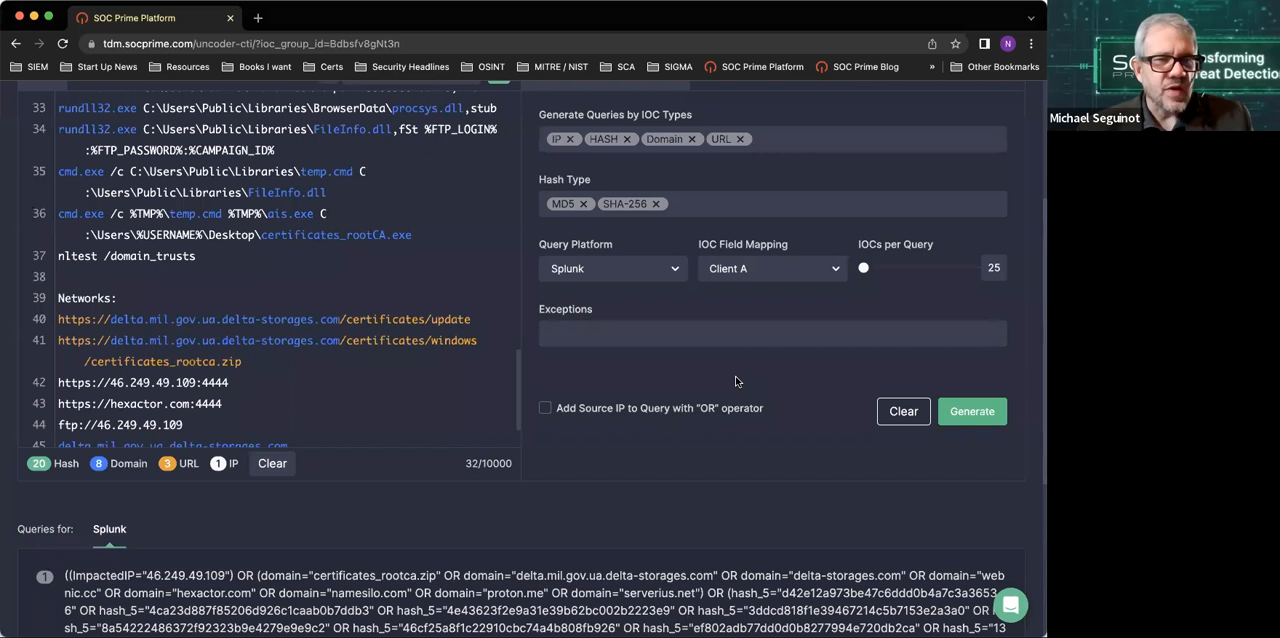 SOC Prime Platform
tdm.socprime.com/uncoder-cti/?ioc_group_id=Bdbsfv8gNt3n
N
SIEM
Start Up News
Resources
Books I want
Certs
Security Headlines
OSINT
MITRE / NIST
SCA
SIGMA
SOC Prime Platform
SOC Prime Blog
»
Other Bookmarks
33 rundll32.exe C:\Users\Public\Libraries\BrowserData\procsys.dll,stub
34 rundll32.exe C:\Users\Public\Libraries\FileInfo.dll,fSt %FTP_LOGIN%
:%FTP_PASSWORD%:%CAMPAIGN_ID%
35 cmd.exe /c C:\Users\Public\Libraries\temp.cmd C
:\Users\Public\Libraries\FileInfo.dll
36 cmd.exe /c %TMP%\temp.cmd %TMP%\ais.exe C
:\Users\%USERNAME%\Desktop\certificates_rootCA.exe
37 nltest /domain_trusts
38
39 Networks:
40 https://delta.mil.gov.ua.delta-storages.com/certificates/update
41 https://delta.mil.gov.ua.delta-storages.com/certificates/windows
/certificates_rootca.zip
42 https://46.249.49.109:4444
43 https://hexactor.com:4444
44 ftp://46.249.49.109
45 delta.mil.gov.ua.delta-storages.com
20 Hash 8 Domain 3 URL 1 IP Clear 32/10000
Generate Queries by IOC Types
IP HASH Domain URL
Hash Type
MD5 SHA-256
Query Platform IOC Field Mapping IOCs per Query
Splunk Client A 25
Exceptions
Add Source IP to Query with "OR" operator
Clear Generate
Queries for: Splunk
1 ((ImpactedIP="46.249.49.109") OR (domain="certificates_rootca.zip" OR domain="delta.mil.gov.ua.delta-storages.com" OR domain="delta-storages.com" OR domain="web
nic.cc" OR domain="hexactor.com" OR domain="namesilo.com" OR domain="proton.me" OR domain="serverius.net") OR (hash_5="d42e12a973be47c6ddd0b4a7c3a3653
6" OR hash_5="4ca23d887f85206d926c1caab0b7ddb3" OR hash_5="4e43623f2e9a31e39b62bc002b2223e9" OR hash_5="3ddcd818f1e39467214c5b7153e2a3a0" OR ha
sh_5="8a54222486372f92323b9e4279e9e9c2" OR hash_5="46cf25a8f1c22910cbc74a4b808fb926" OR hash_5="ef802adb77dd0d0b8277994e720db2ca" OR hash_5="13
Transforming
Threat Detection
Michael Seguinot